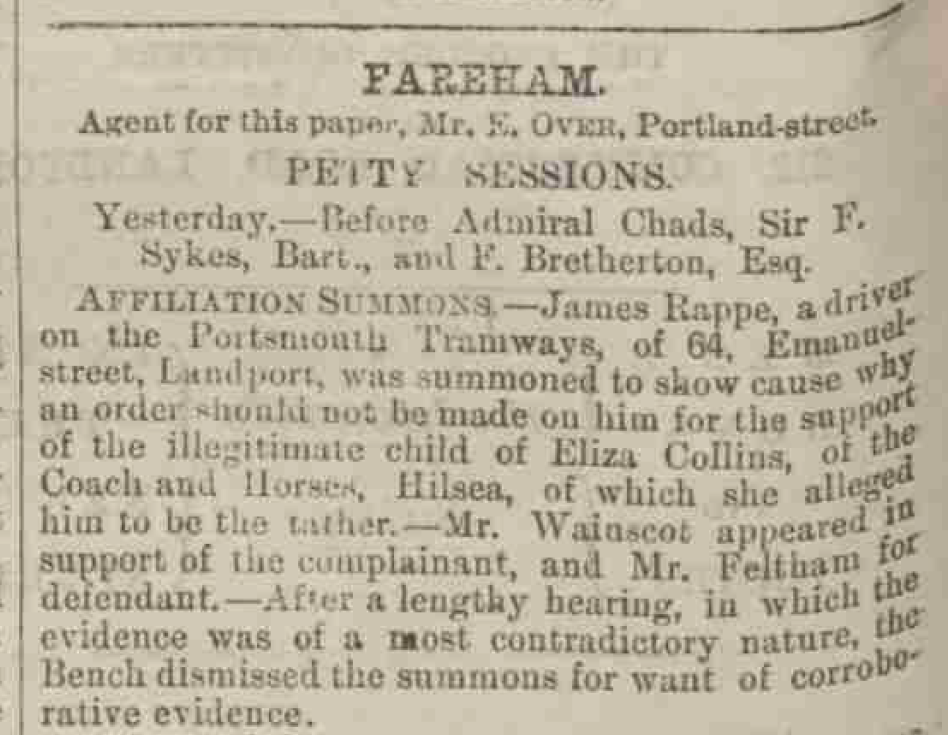 FAREHAM.
Agent for this paper, Mr. E. OVER, Portland-street.
PETTY SESSIONS.
Yesterday.—Before Admiral Chads, Sir F.
Sykes, Bart., and F. Bretherton, Esq.
AFFILIATION SUMMONS.—James Rappe, a driver
on the Portsmouth Tramways, of 64, Emanuel-
street, Landport, was summoned to show cause why
an order should not be made on him for the support
of the illegitimate child of Eliza Collins, of the
Coach and Horses, Hilsea, of which she alleged
him to be the father.—Mr. Wainscot appeared in
support of the complainant, and Mr. Feltham for
defendant.—After a lengthy hearing, in which the
evidence was of a most contradictory nature, the
Bench dismissed the summons for want of corrobo-
rative evidence.